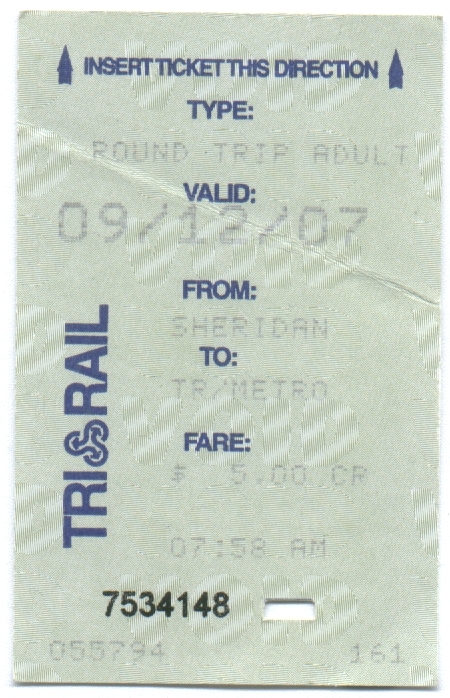 INSERT TICKET THIS DIRECTION
TYPE:
ROUND TRIP ADULT
VALID:
09/12/07
FROM:
SHERIDAN
TO:
TR/METRO
FARE:
$ 5.00 CR
07:58 AM
TRI RAIL
7534148
055794 161